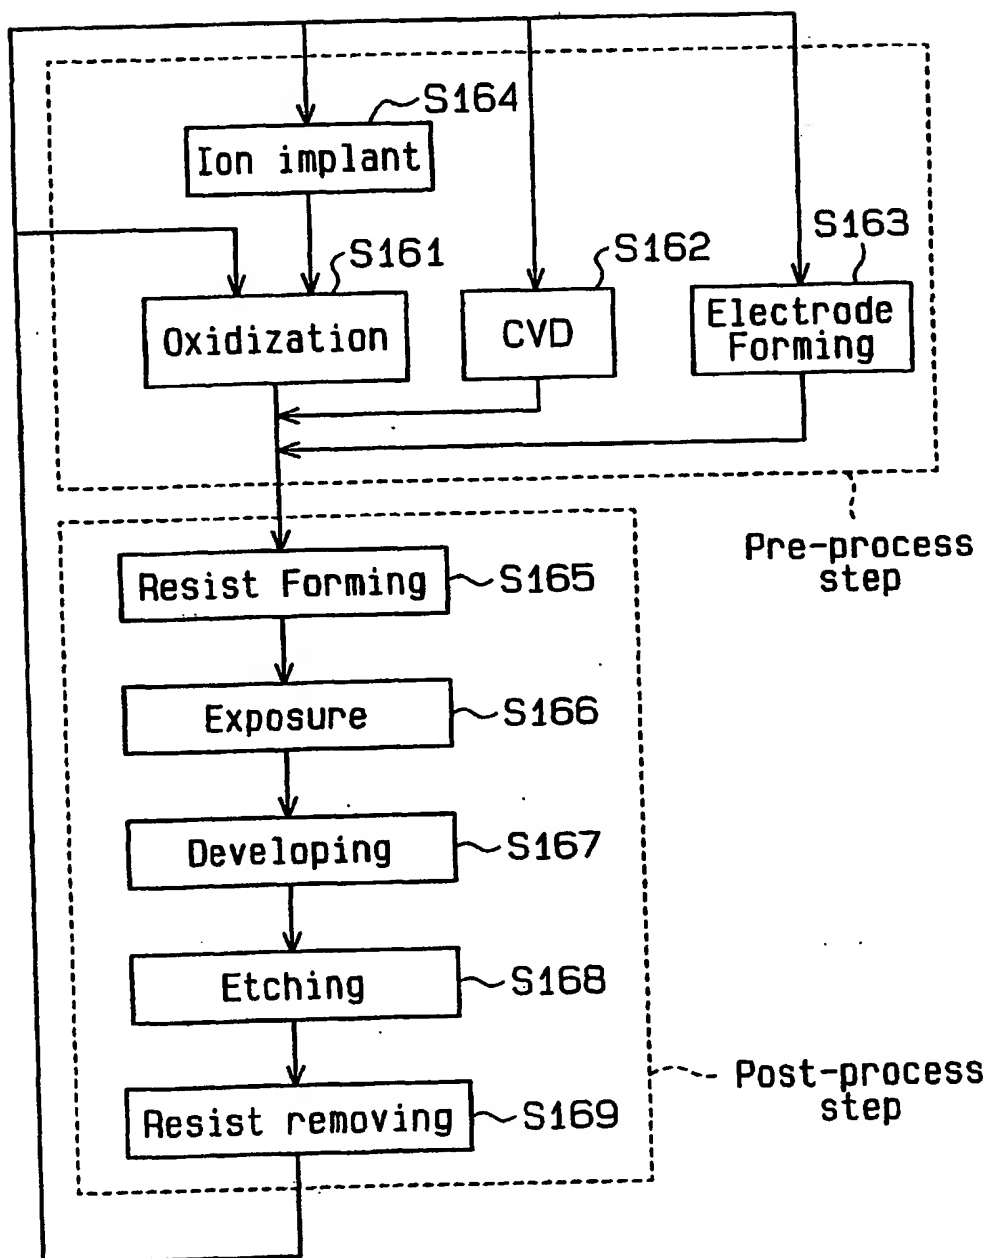 S164
Ion implant
S161
S162
S163
Oxidization
CVD
Electrode
Forming
Pre-process
step
Resist Forming
S165
Exposure
S166
Developing
S167
Etching
S168
Post-process
step
Resist removing
S169